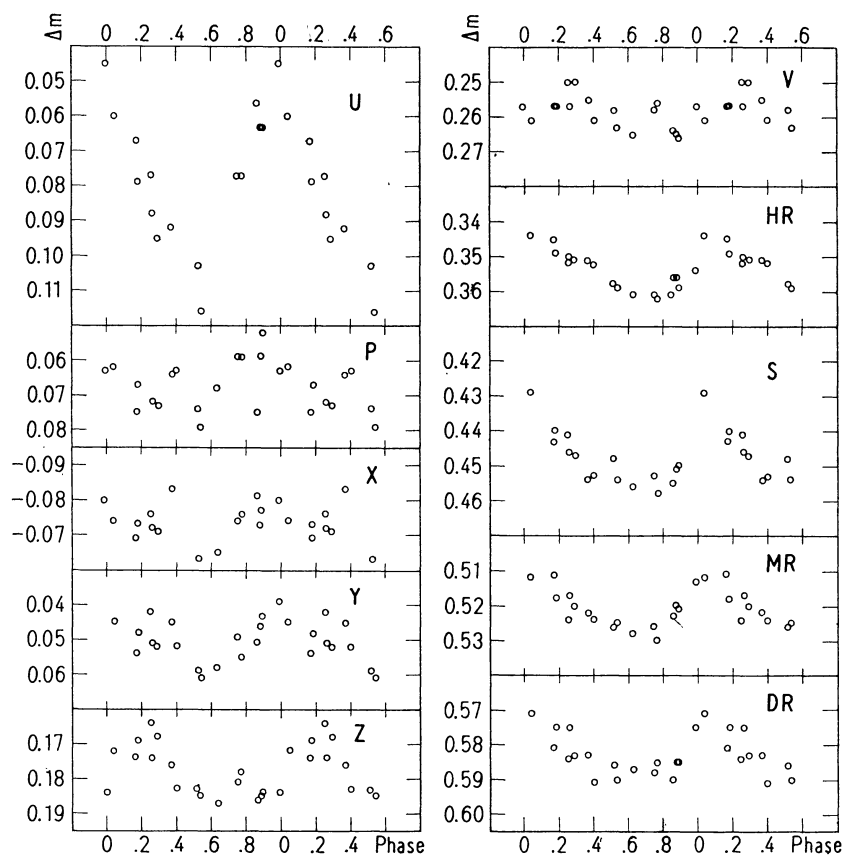 Δm
0 .2 .4 .6 .8 0 .2 .4 .6
U
0.05
0.06
0.07
0.08
0.09
0.10
0.11
P
0.06
0.07
0.08
X
-0.09
-0.08
-0.07
Y
0.04
0.05
0.06
Z
0.17
0.18
0.19
0 .2 .4 .6 .8 0 .2 .4 Phase
Δm
0 .2 .4 .6 .8 0 .2 .4 .6
V
0.25
0.26
0.27
HR
0.34
0.35
0.36
S
0.42
0.43
0.44
0.45
0.46
MR
0.51
0.52
0.53
DR
0.57
0.58
0.59
0.60
0 .2 .4 .6 .8 0 .2 .4 Phase